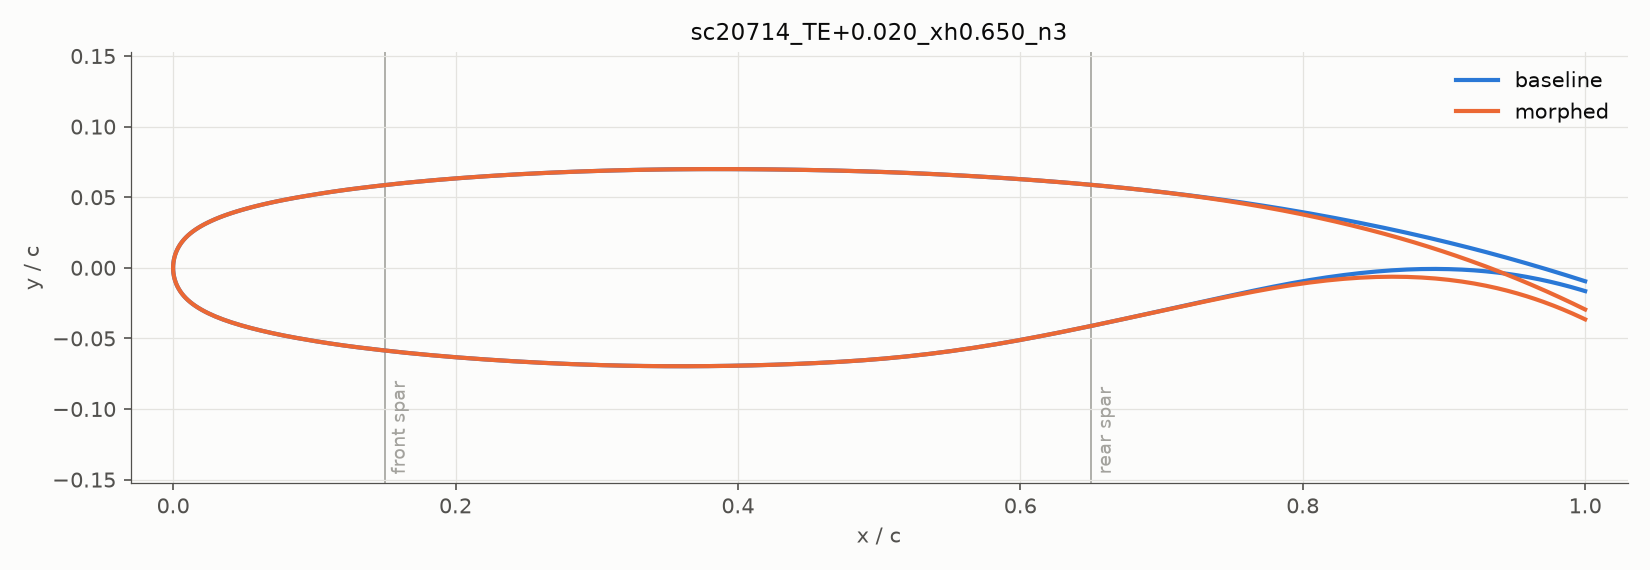 sc20714_TE+0.020_xh0.650_n3
baseline
morphed
0.15
0.10
0.05
0.00
−0.05
−0.10
−0.15
y / c
front spar
rear spar
0.0 0.2 0.4 0.6 0.8 1.0
x / c